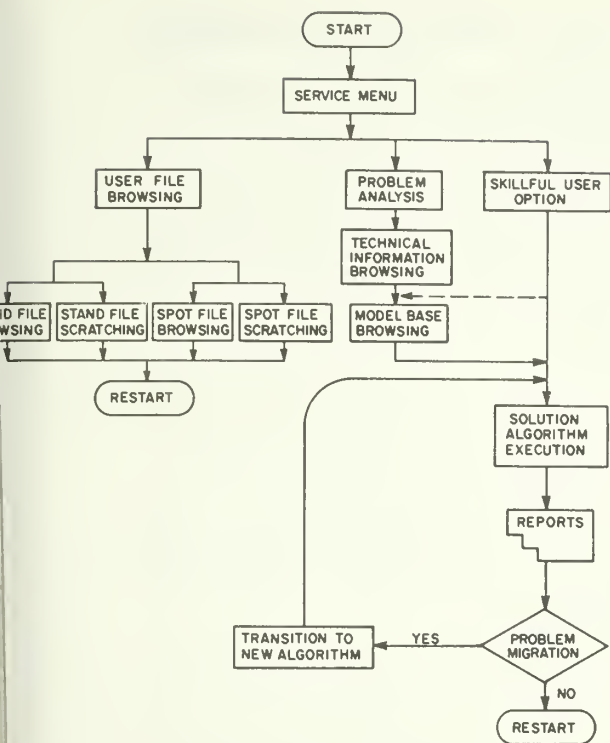 START
SERVICE MENU
USER FILE
BROWSING
PROBLEM
ANALYSIS
SKILLFUL USER
OPTION
TECHNICAL
INFORMATION
BROWSING
FILE
STAND FILE
SCRATCHING
SPOT FILE
BROWSING
SPOT FILE
SCRATCHING
MODEL BASE
BROWSING
RESTART
SOLUTION
ALGORITHM
EXECUTION
REPORTS
TRANSITION TO
NEW ALGORITHM
YES
PROBLEM
MIGRATION
NO
RESTART